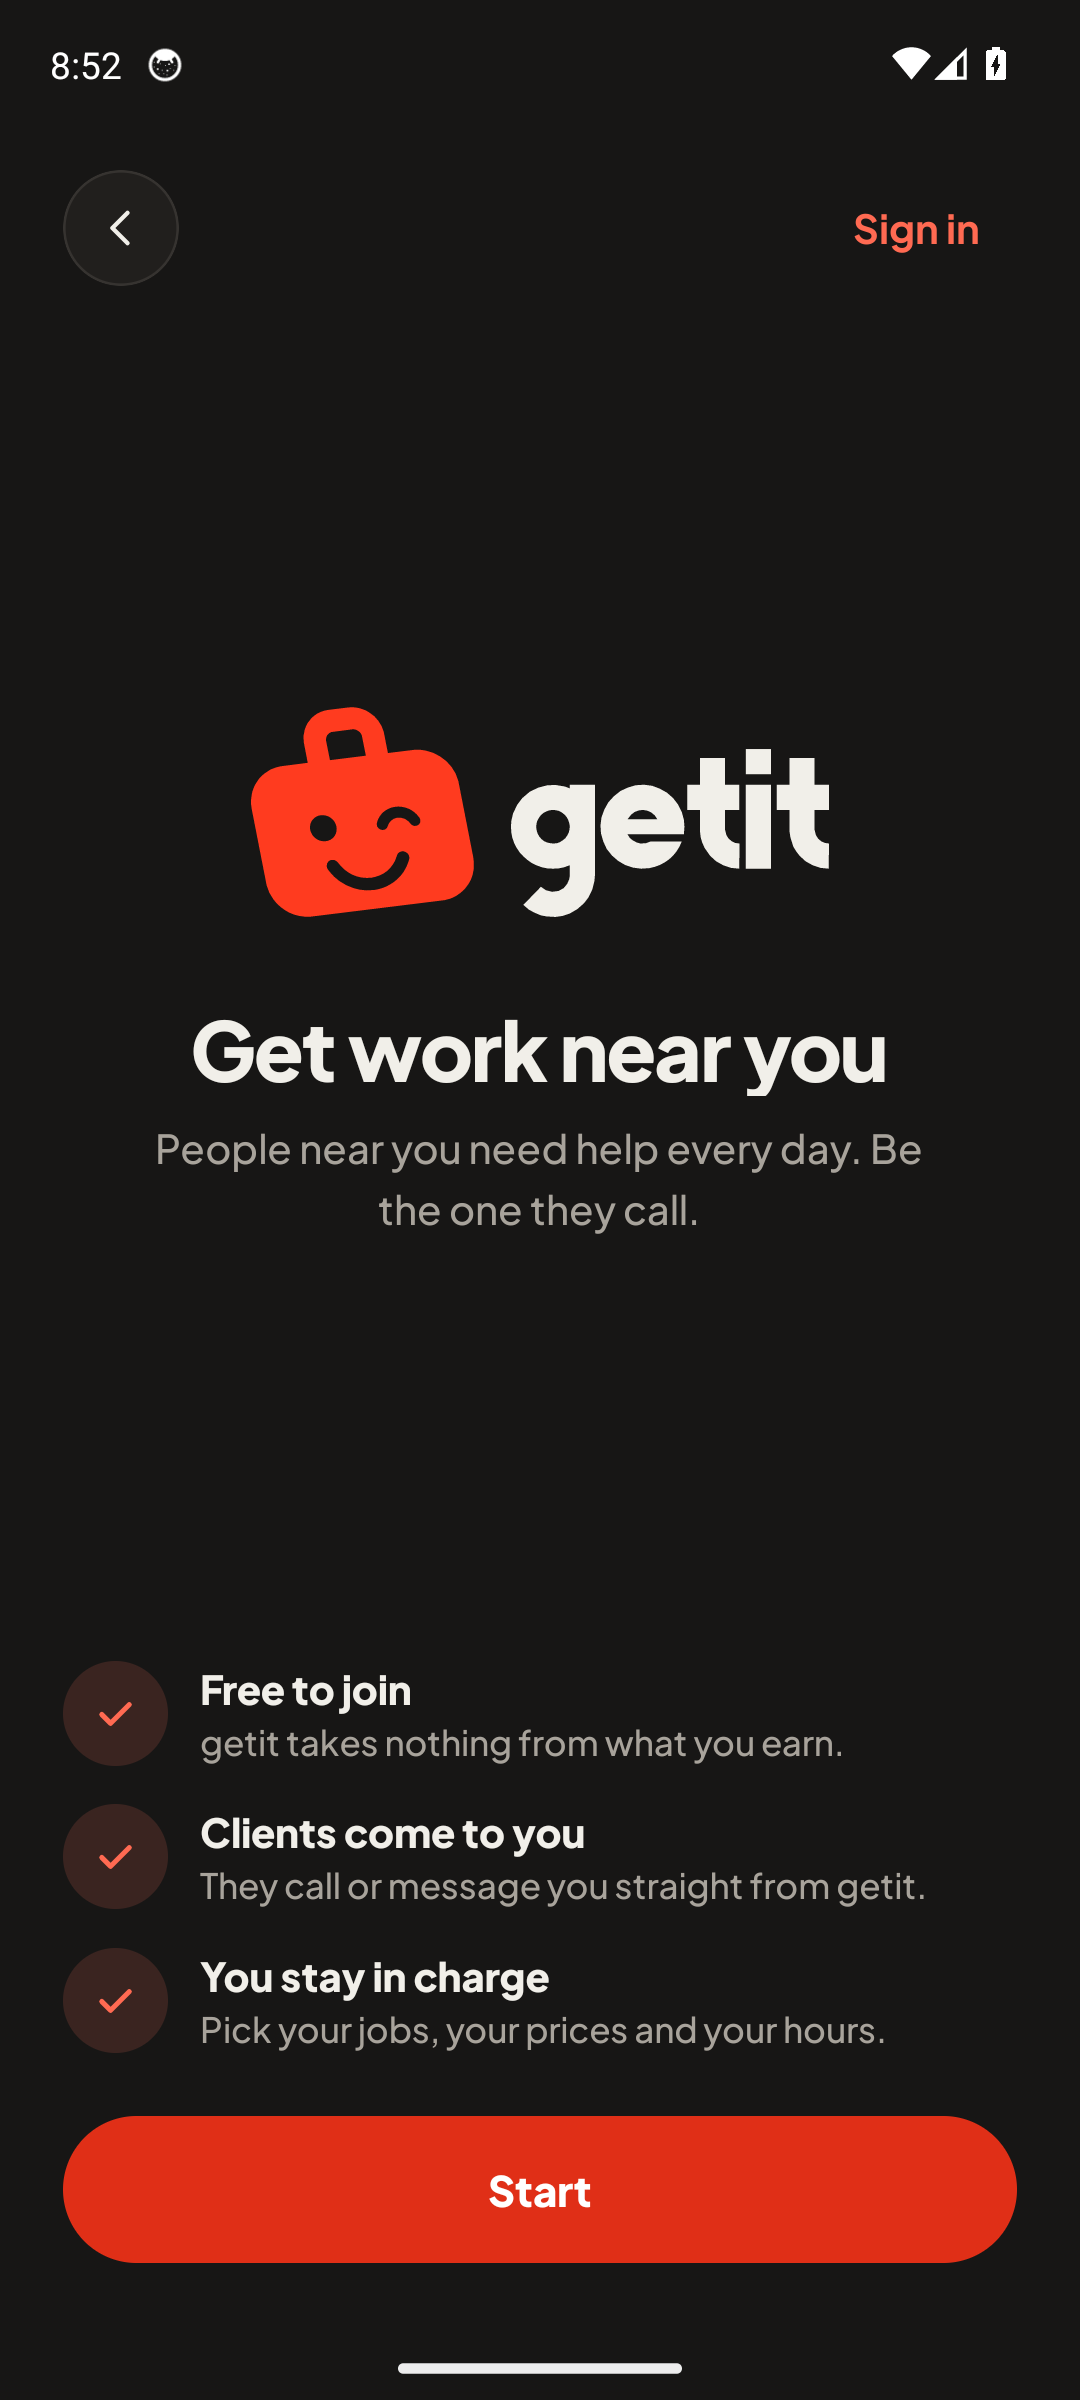 8:52
Sign in
getit
Get work near you
People near you need help every day. Be
the one they call.
Free to join
getit takes nothing from what you earn.
Clients come to you
They call or message you straight from getit.
You stay in charge
Pick your jobs, your prices and your hours.
Start